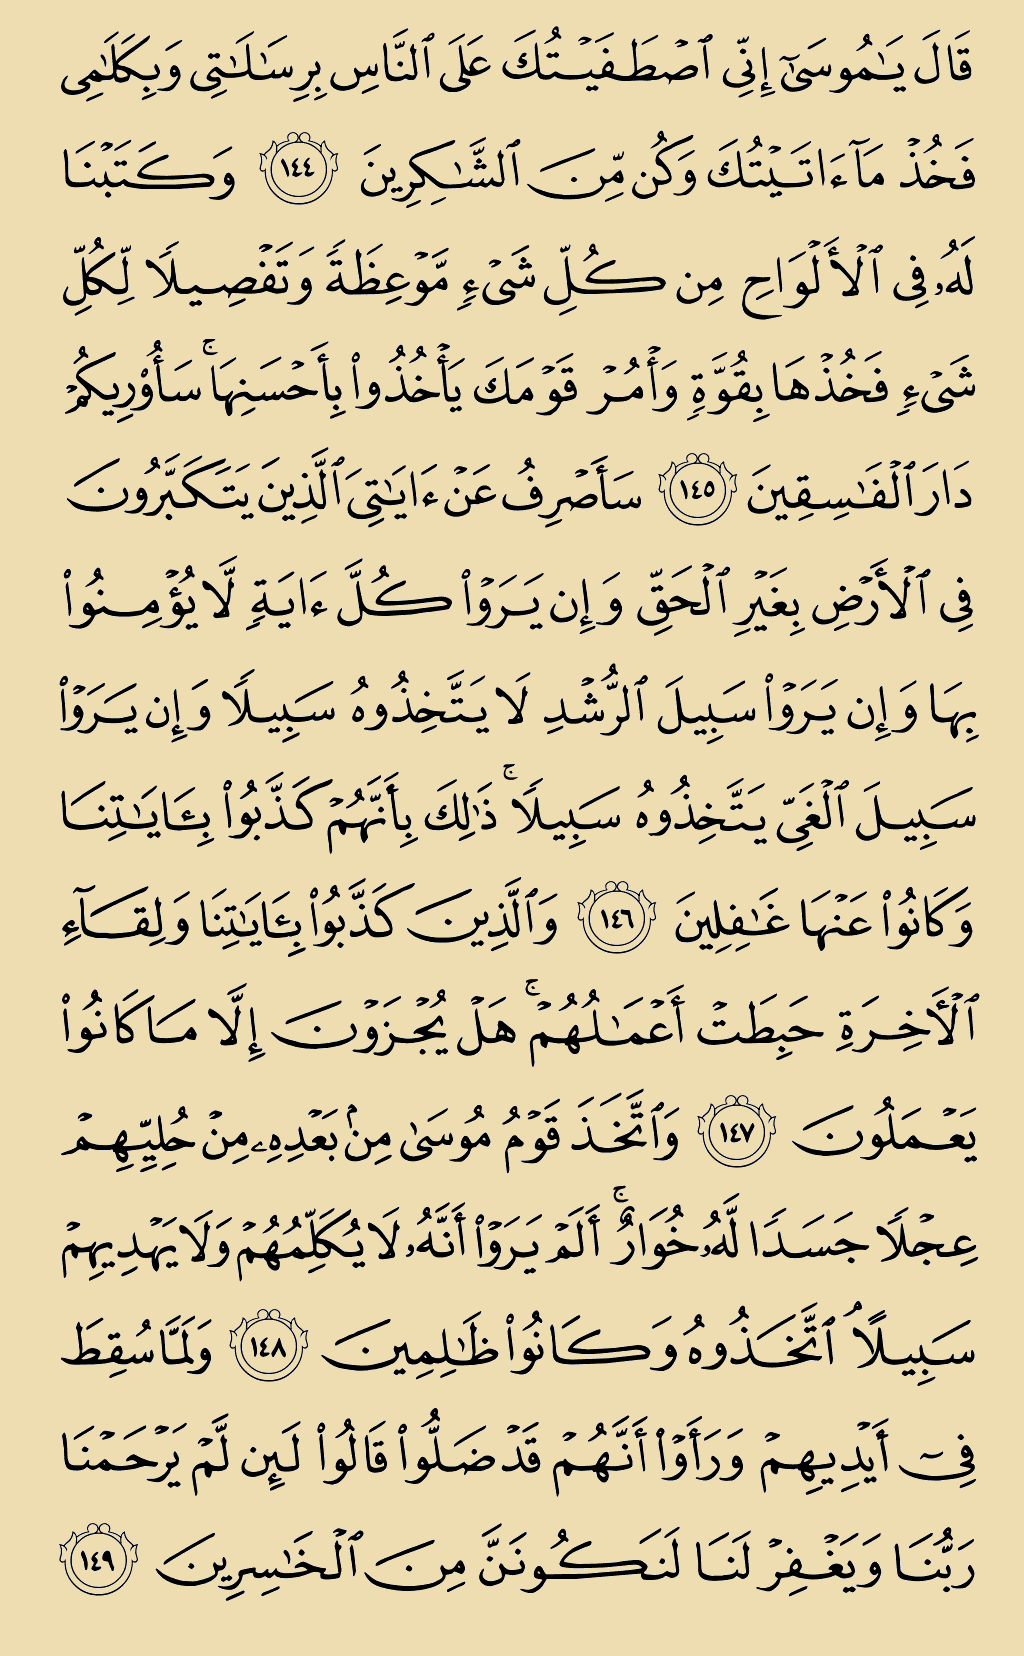 قَالَ يَـٰمُوسَىٰٓ إِنِّى ٱصۡطَفَيۡتُكَ عَلَى ٱلنَّاسِ بِرِسَـٰلَـٰتِى وَبِكَلَـٰمِى
فَخُذۡ مَآ ءَاتَيۡتُكَ وَكُن مِّنَ ٱلشَّـٰكِرِينَ ١٤٤ وَكَتَبۡنَا
لَهُۥ فِى ٱلۡأَلۡوَاحِ مِن كُلِّ شَىۡءٍ مَّوۡعِظَةً وَتَفۡصِيلًا لِّكُلِّ
شَىۡءٍ فَخُذۡهَا بِقُوَّةٍ وَأۡمُرۡ قَوۡمَكَ يَأۡخُذُوا۟ بِأَحۡسَنِهَاۚ سَأُو۟رِيكُمۡ
دَارَ ٱلۡفَـٰسِقِينَ ١٤٥ سَأَصۡرِفُ عَنۡ ءَايَـٰتِىَ ٱلَّذِينَ يَتَكَبَّرُونَ
فِى ٱلۡأَرۡضِ بِغَيۡرِ ٱلۡحَقِّ وَإِن يَرَوۡا۟ كُلَّ ءَايَةٍ لَّا يُؤۡمِنُوا۟
بِهَا وَإِن يَرَوۡا۟ سَبِيلَ ٱلرُّشۡدِ لَا يَتَّخِذُوهُ سَبِيلًا وَإِن يَرَوۡا۟
سَبِيلَ ٱلۡغَىِّ يَتَّخِذُوهُ سَبِيلًاۚ ذَٰلِكَ بِأَنَّهُمۡ كَذَّبُوا۟ بِـَٔايَـٰتِنَا
وَكَانُوا۟ عَنۡهَا غَـٰفِلِينَ ١٤٦ وَٱلَّذِينَ كَذَّبُوا۟ بِـَٔايَـٰتِنَا وَلِقَآءِ
ٱلۡأَخِرَةِ حَبِطَتۡ أَعۡمَـٰلُهُمۡۚ هَلۡ يُجۡزَوۡنَ إِلَّا مَا كَانُوا۟
يَعۡمَلُونَ ١٤٧ وَٱتَّخَذَ قَوۡمُ مُوسَىٰ مِنۢ بَعۡدِهِۦ مِنۡ حُلِيِّهِمۡ
عِجۡلًا جَسَدًا لَّهُۥ خُوَارٌۚ أَلَمۡ يَرَوۡا۟ أَنَّهُۥ لَا يُكَلِّمُهُمۡ وَلَا يَهۡدِيهِمۡ
سَبِيلًاۘ ٱتَّخَذُوهُ وَكَانُوا۟ ظَـٰلِمِينَ ١٤٨ وَلَمَّا سُقِطَ
فِىٓ أَيۡدِيهِمۡ وَرَأَوۡا۟ أَنَّهُمۡ قَدۡ ضَلُّوا۟ قَالُوا۟ لَئِن لَّمۡ يَرۡحَمۡنَا
رَبُّنَا وَيَغۡفِرۡ لَنَا لَنَكُونَنَّ مِنَ ٱلۡخَـٰسِرِينَ ١٤٩